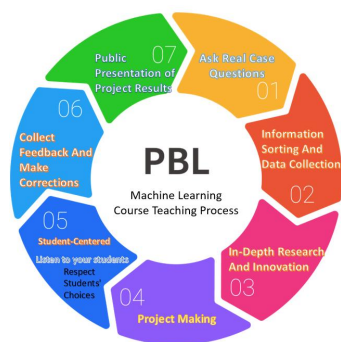 PBL
Machine Learning
Course Teaching Process
01
Ask Real Case
Questions
02
Information
Sorting And
Data Collection
03
In-Depth Research
And Innovation
04
Project Making
05
Student-Centered
Listen to your students
Respect
Students'
Choices
06
Collect
Feedback And
Make
Corrections
07
Public
Presentation of
Project Results